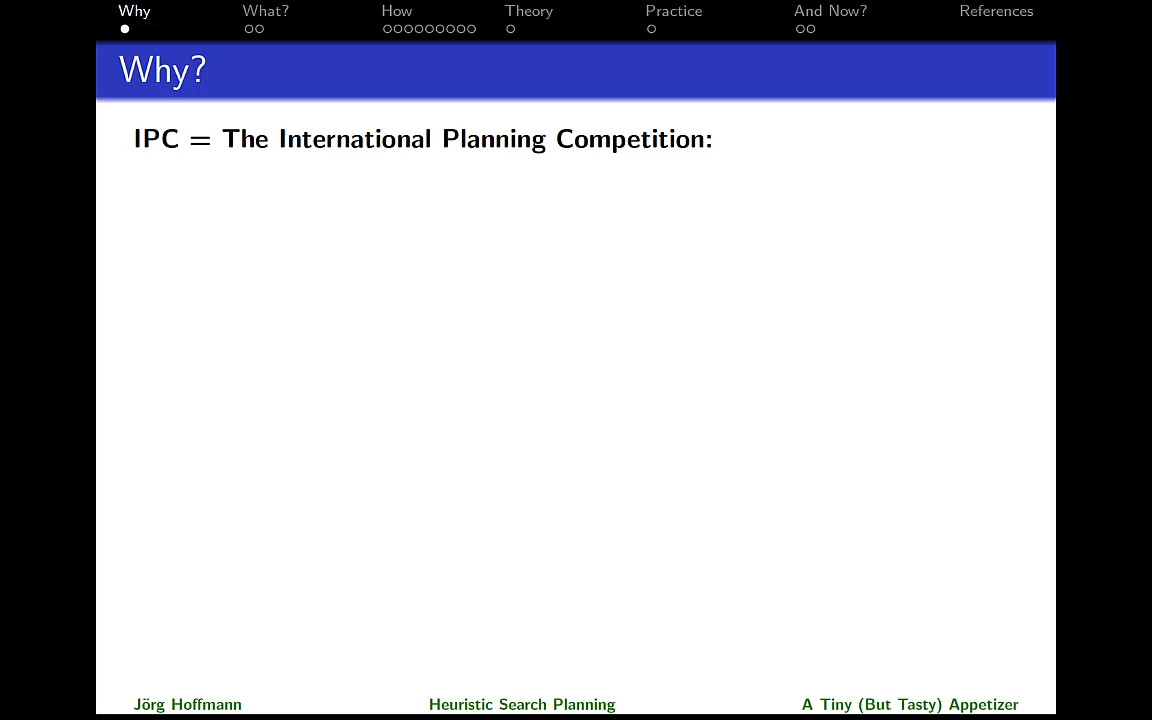 Why What? How Theory Practice And Now? References
Why?
IPC = The International Planning Competition:
Jörg Hoffmann Heuristic Search Planning A Tiny (But Tasty) Appetizer